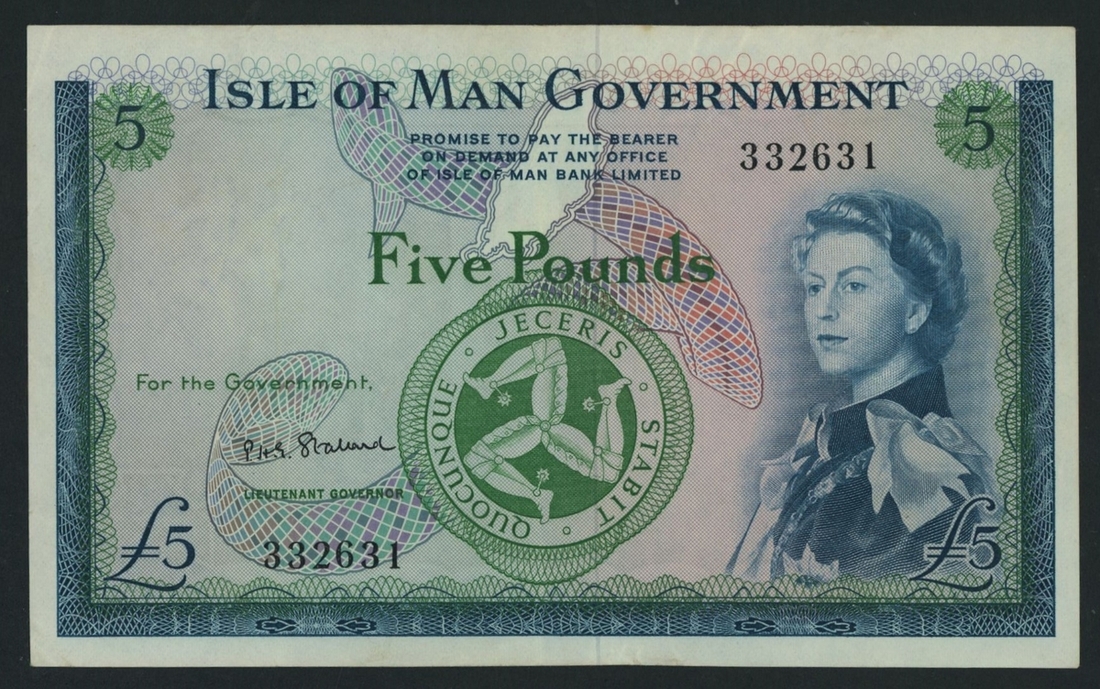 ISLE OF MAN GOVERNMENT
5
5
PROMISE TO PAY THE BEARER
ON DEMAND AT ANY OFFICE
OF ISLE OF MAN BANK LIMITED
332631
Five Pounds
QUOCUNQUE JECERIS STABIT
For the Government,
LIEUTENANT GOVERNOR
332631
£5
£5